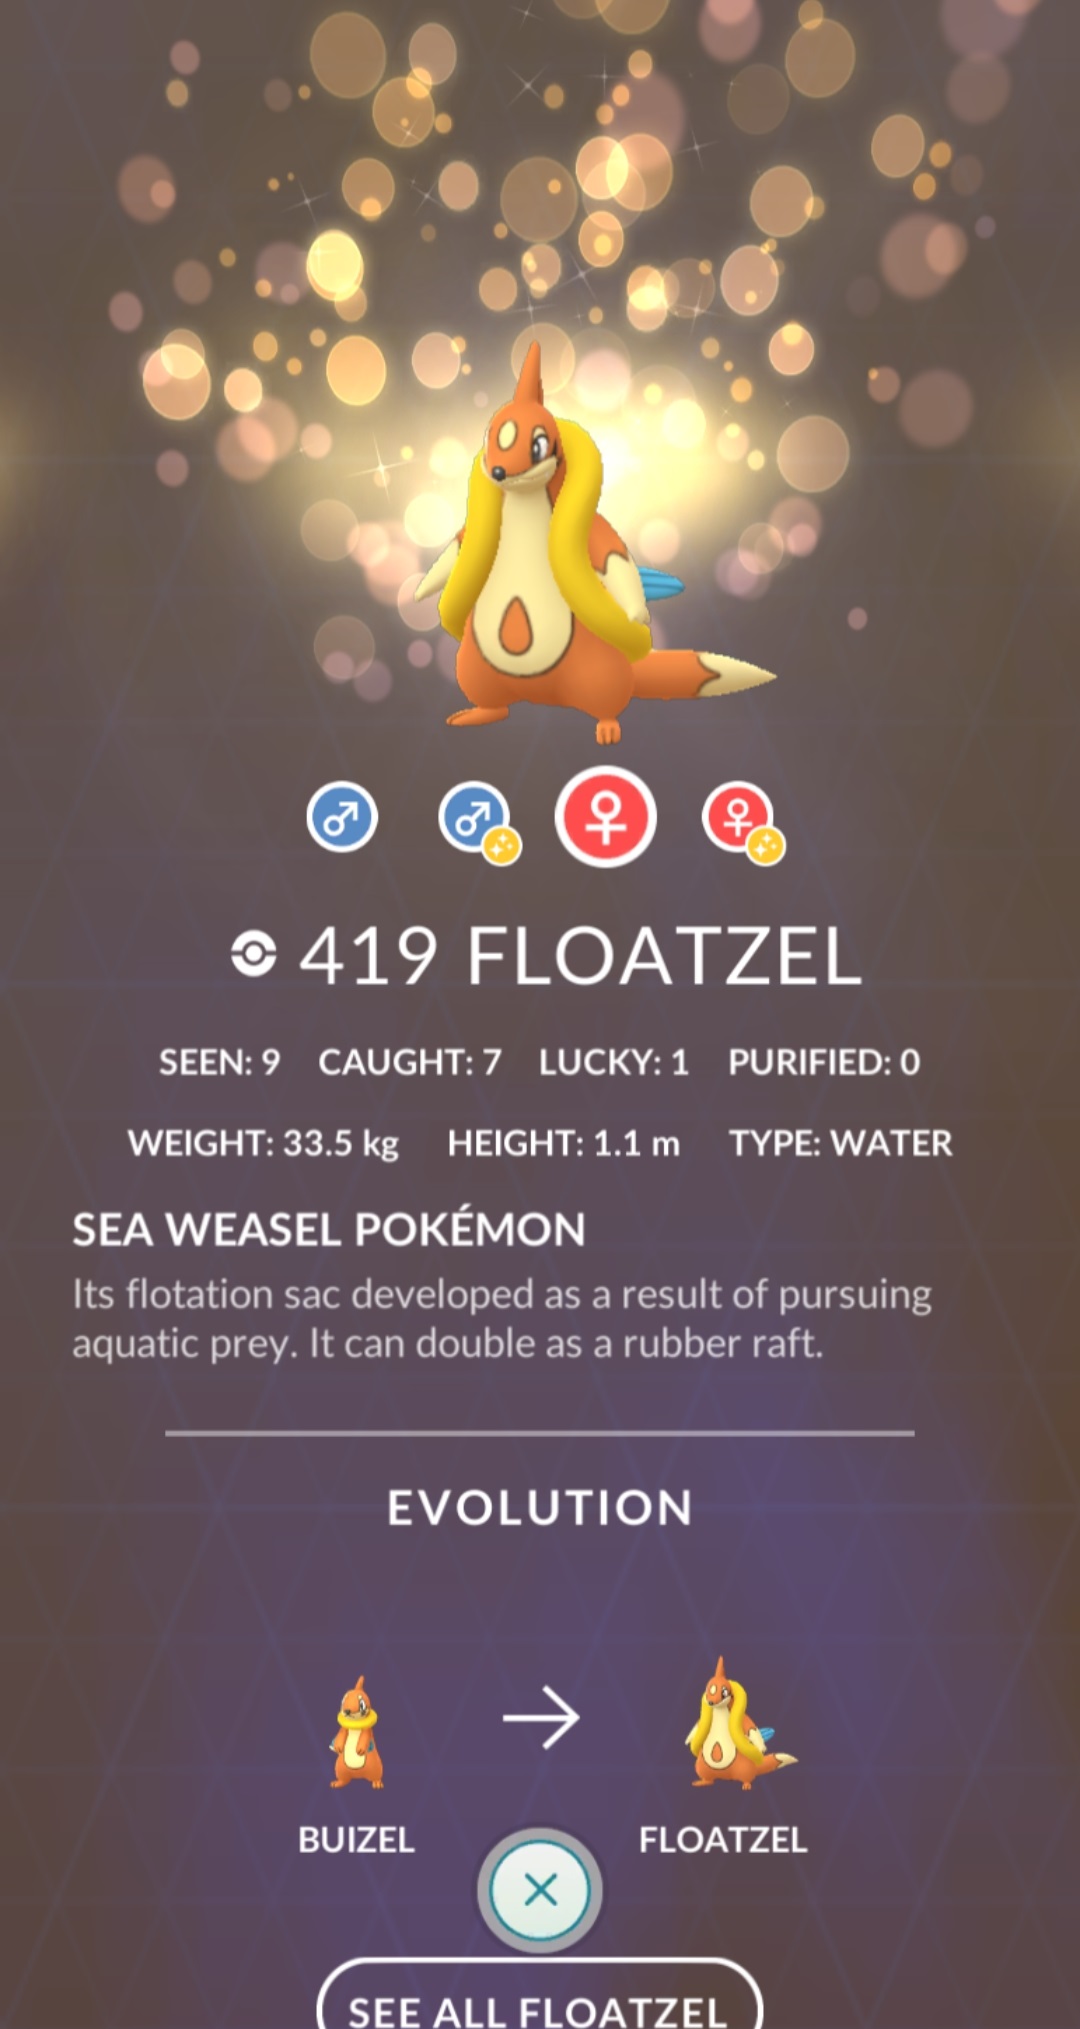 419 FLOATZEL
SEEN: 9 CAUGHT: 7 LUCKY: 1 PURIFIED: 0
WEIGHT: 33.5 kg HEIGHT: 1.1 m TYPE: WATER
SEA WEASEL POKÉMON
Its flotation sac developed as a result of pursuing
aquatic prey. It can double as a rubber raft.
EVOLUTION
BUIZEL FLOATZEL
SEE ALL FLOATZEL